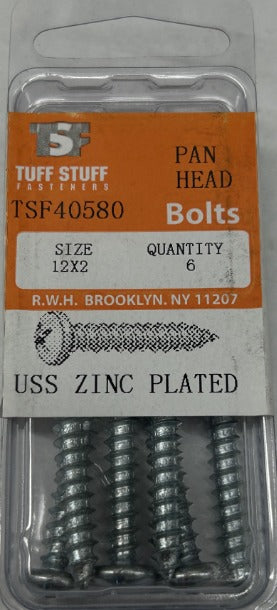 TSF
TUFF STUFF
FASTENERS
PAN
HEAD
TSF40580
Bolts
SIZE QUANTITY
12X2 6
R.W.H. BROOKLYN. NY 11207
USS ZINC PLATED